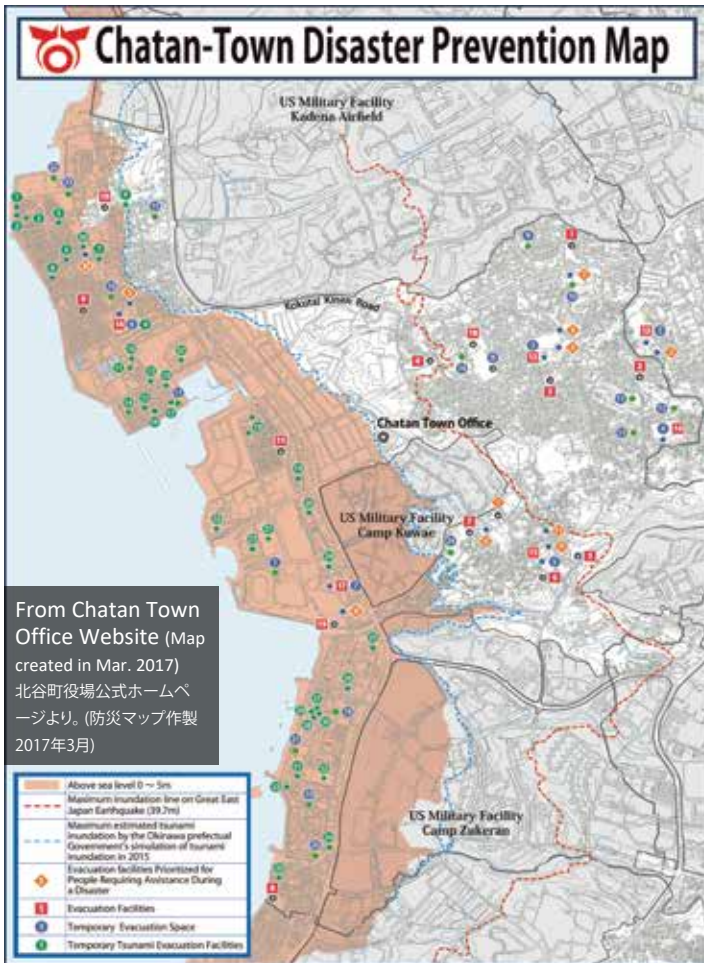 Chatan-Town Disaster Prevention Map
US Military Facility
Kadena Airfield
Kokutai Kinen Road
Chatan Town Office
US Military Facility
Camp Kuwae
US Military Facility
Camp Zukeran
From Chatan Town
Office Website (Map
created in Mar. 2017)
北谷町役場公式ホームペ
ージより。(防災マップ作製
2017年3月)
Above sea level 0 ～ 5m
Maximum inundation line on Great East
Japan Earthquake (39.7m)
Maximum estimated tsunami
inundation by the Okinawa prefectual
Government's simulation of tsunami
inundation in 2015
Evacuation facilities Prioritized for
People Requiring Assistance During
a Disaster
Evacuation Facilities
Temporary Evacuation Space
Temporary Tsunami Evacuation Facilities